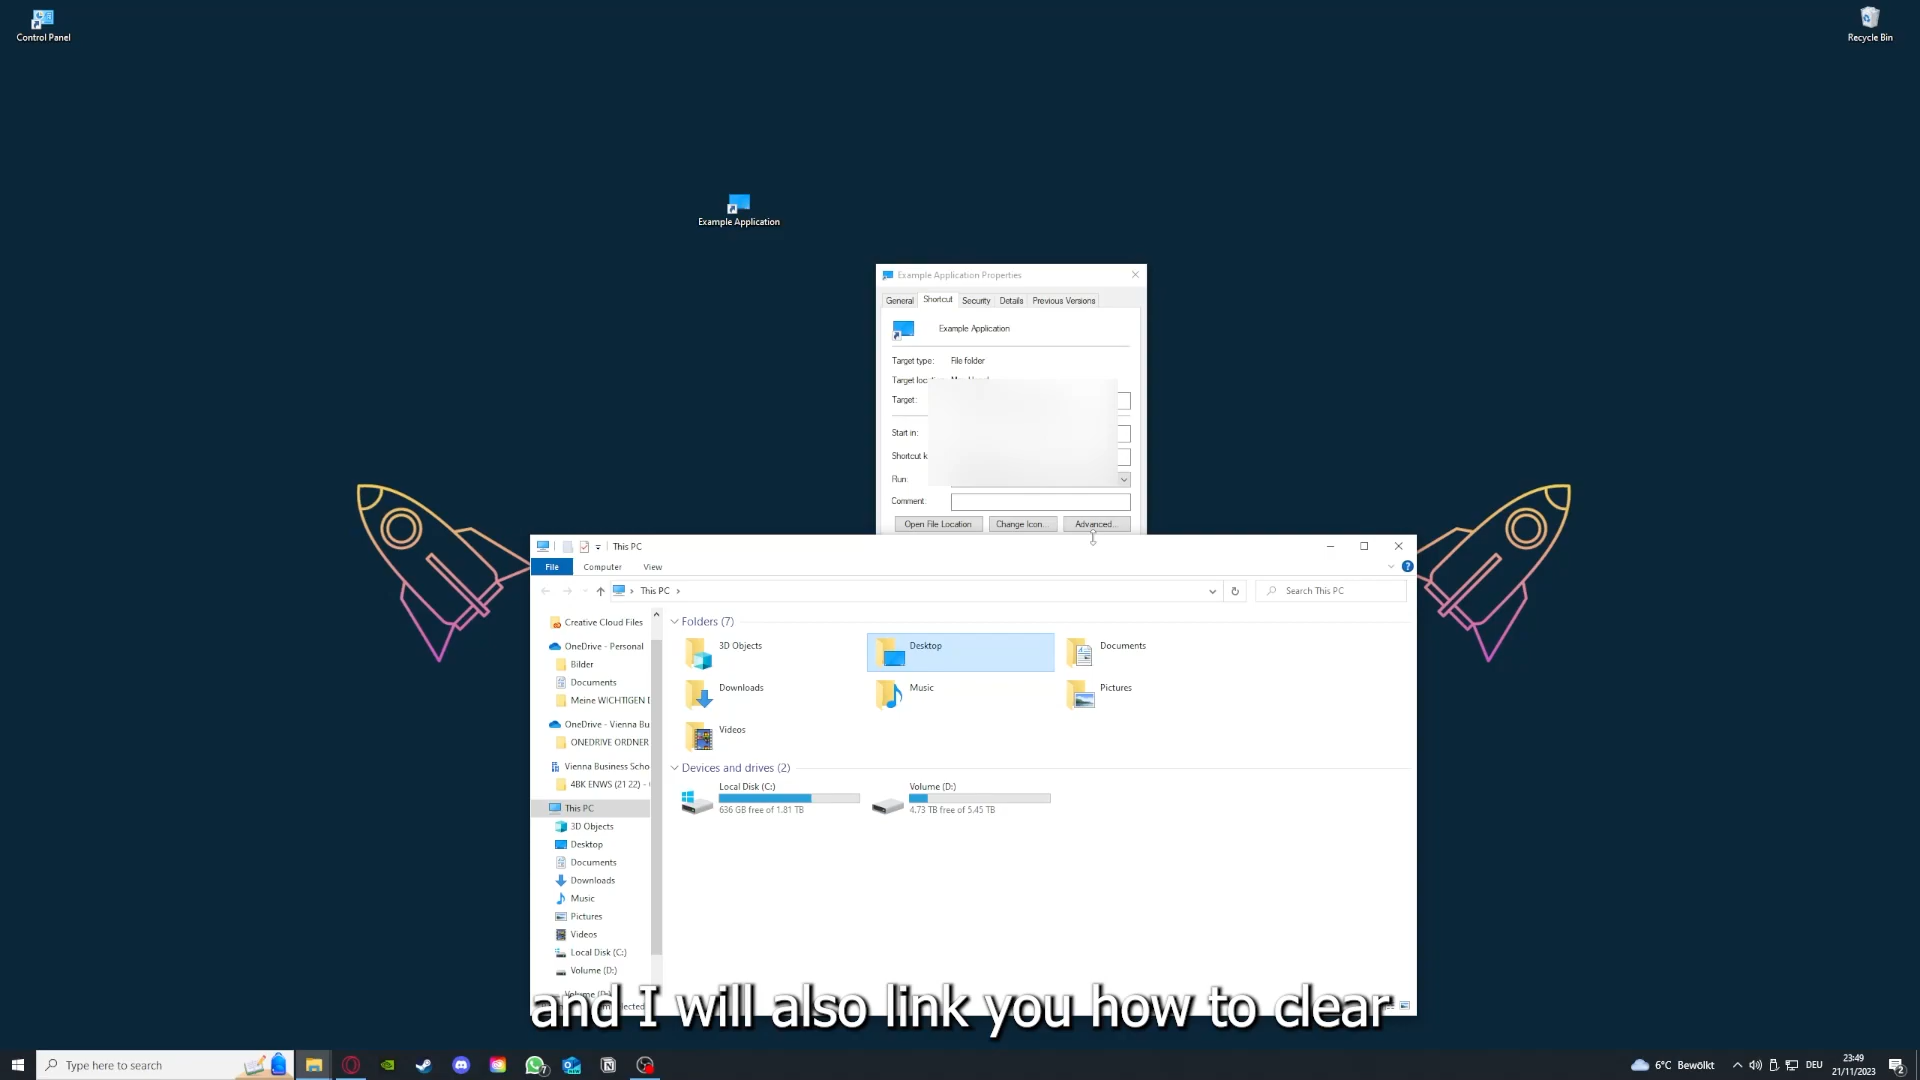 Control Panel
Recycle Bin
Example Application
Example Application Properties
General
Shortcut
Security
Details
Previous Versions
Example Application
Target type:
File folder
Target
Target:
Start in:
Shortcut
Run:
Comment:
Open File Location
Change Icon...
Advanced...
This PC
File
Computer
View
This PC
Search This PC
Creative Cloud Files
OneDrive - Personal
Bilder
Documents
Meine WICHTIGEN
OneDrive - Vienna Bu
ONEDRIVE ORDNER
Vienna Business Scho
4BK ENWS (21 22) -
This PC
3D Objects
Desktop
Documents
Downloads
Music
Pictures
Videos
Local Disk (C:)
Volume (D:)
Folders (7)
3D Objects
Desktop
Documents
Downloads
Music
Pictures
Videos
Devices and drives (2)
Local Disk (C:)
636 GB free of 1.81 TB
Volume (D:)
4.73 TB free of 5.45 TB
and I will also link you how to clear
Type here to search
7
6°C Bewölkt
DEU
23:49
21/11/2023
2